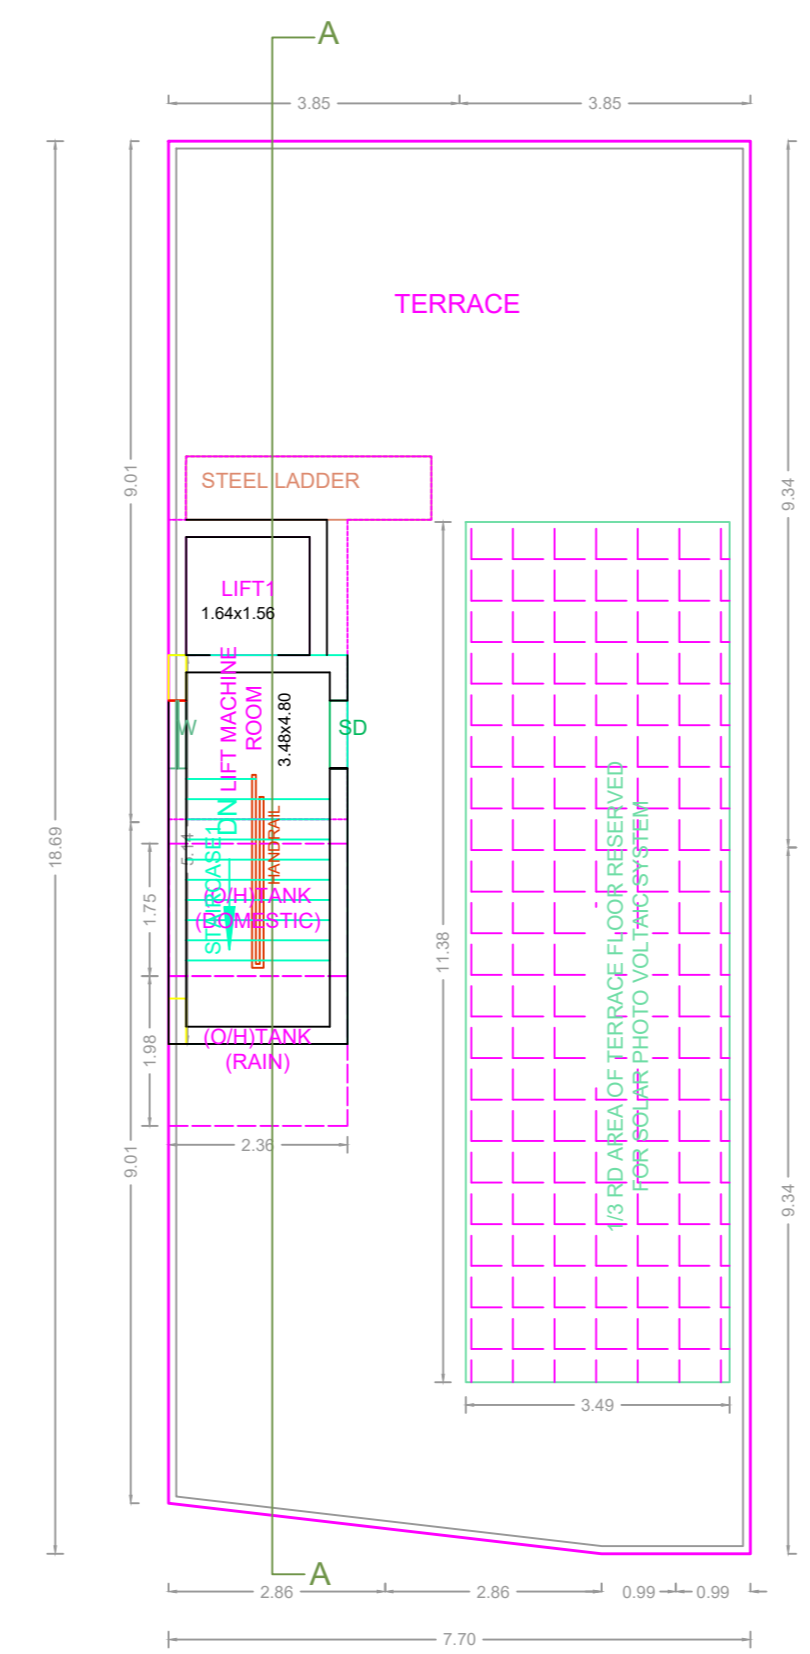 A
3.85
3.85
TERRACE
9.01
STEEL LADDER
9.34
LIFT1
1.64x1.56
LIFT MACHINE
ROOM
3.48x4.80
W
SD
DN
HANDRAIL
STAIRCASE1
5.14
18.69
1.75
(O/H)TANK
(DOMESTIC)
11.38
1/3 RD AREA OF TERRACE FLOOR RESERVED
FOR SOLAR PHOTO VOLTAIC SYSTEM
1.98
(O/H)TANK
(RAIN)
2.36
9.01
9.34
3.49
A
2.86
2.86
0.99
0.99
7.70